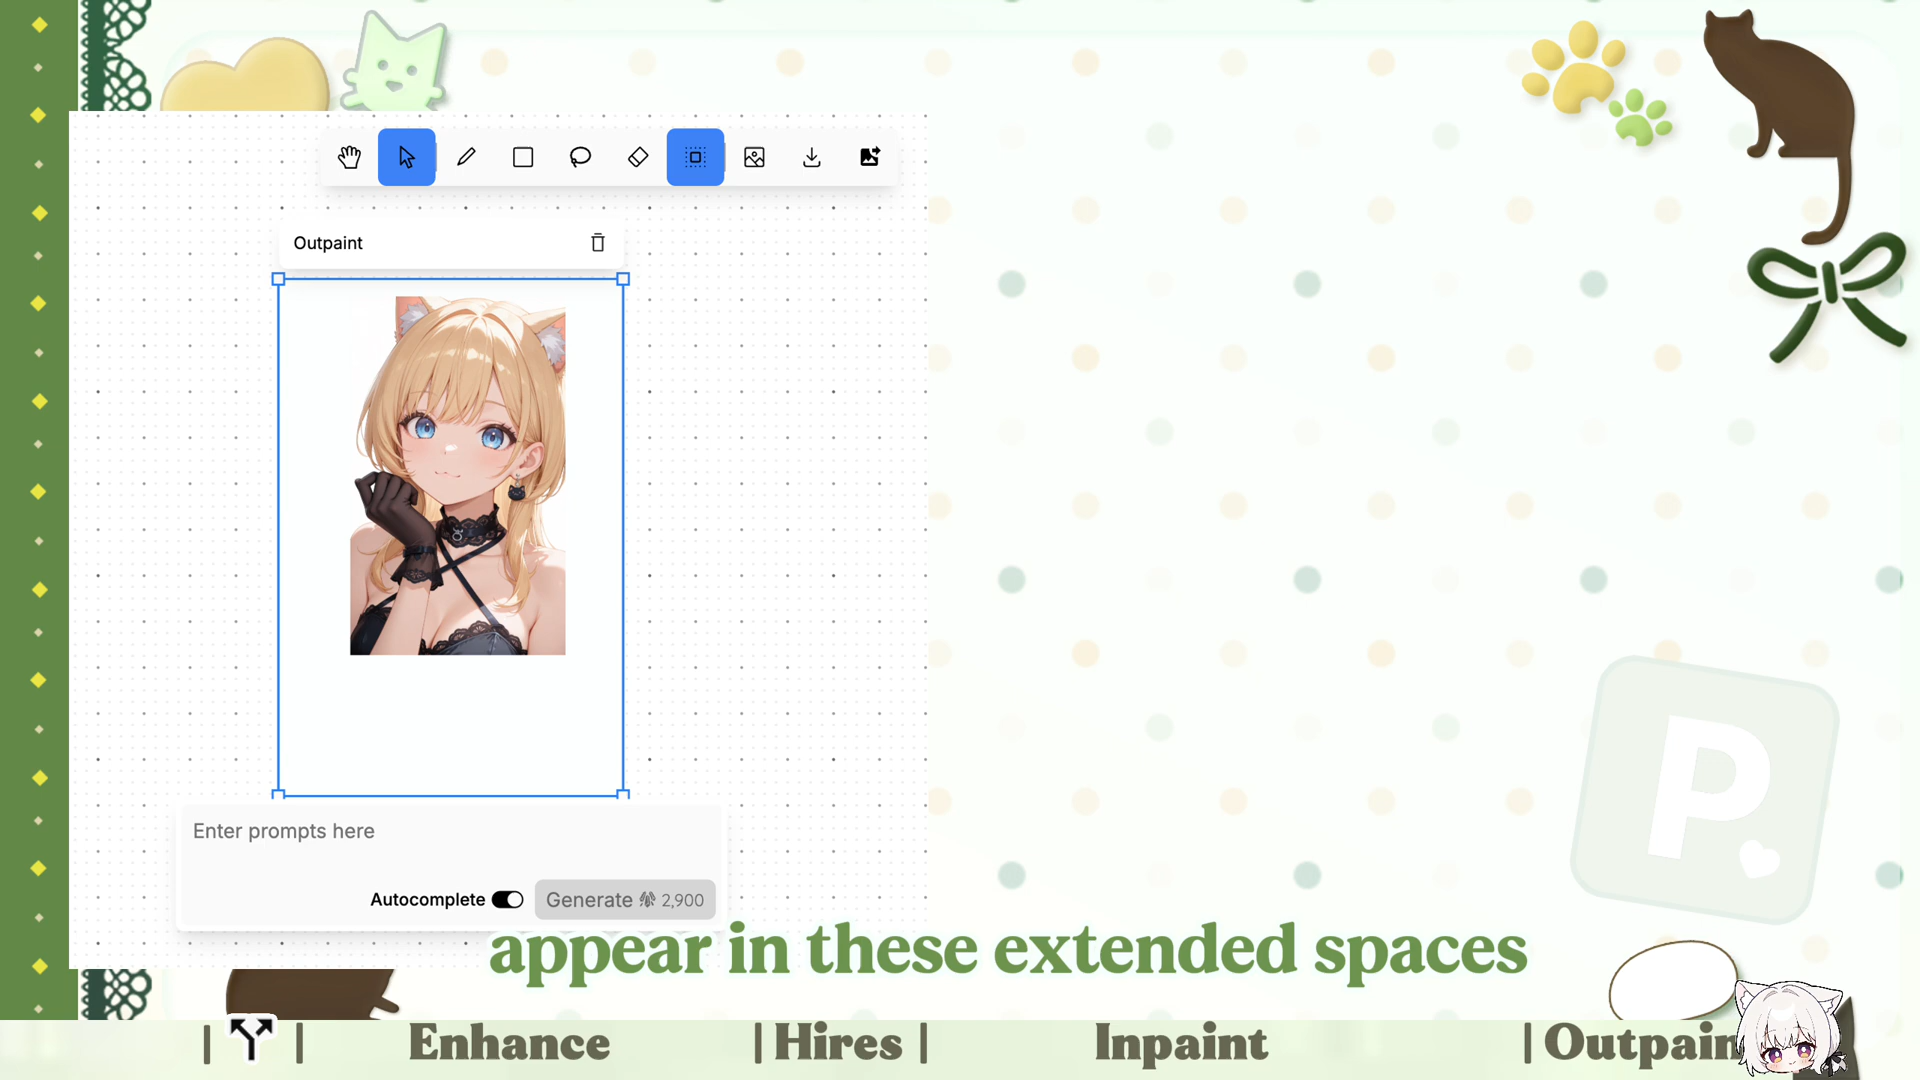 Outpaint
Enter prompts here
Autocomplete
Generate 2,900
P
appear in these extended spaces
| | Enhance | Hires | Inpaint | Outpain